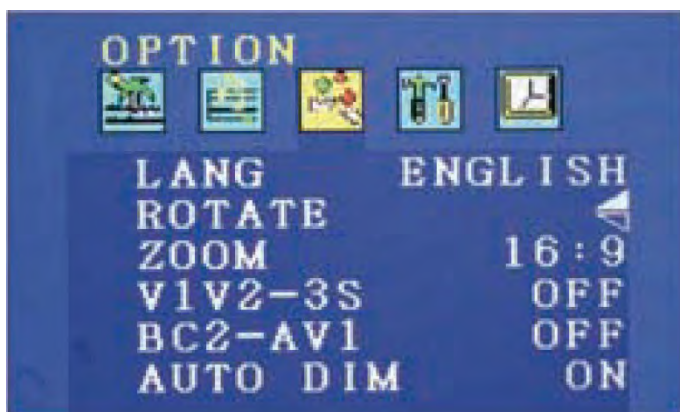 OPTION
LANG ENGLISH
ROTATE
ZOOM 16:9
V1V2-3S OFF
BC2-AV1 OFF
AUTO DIM ON